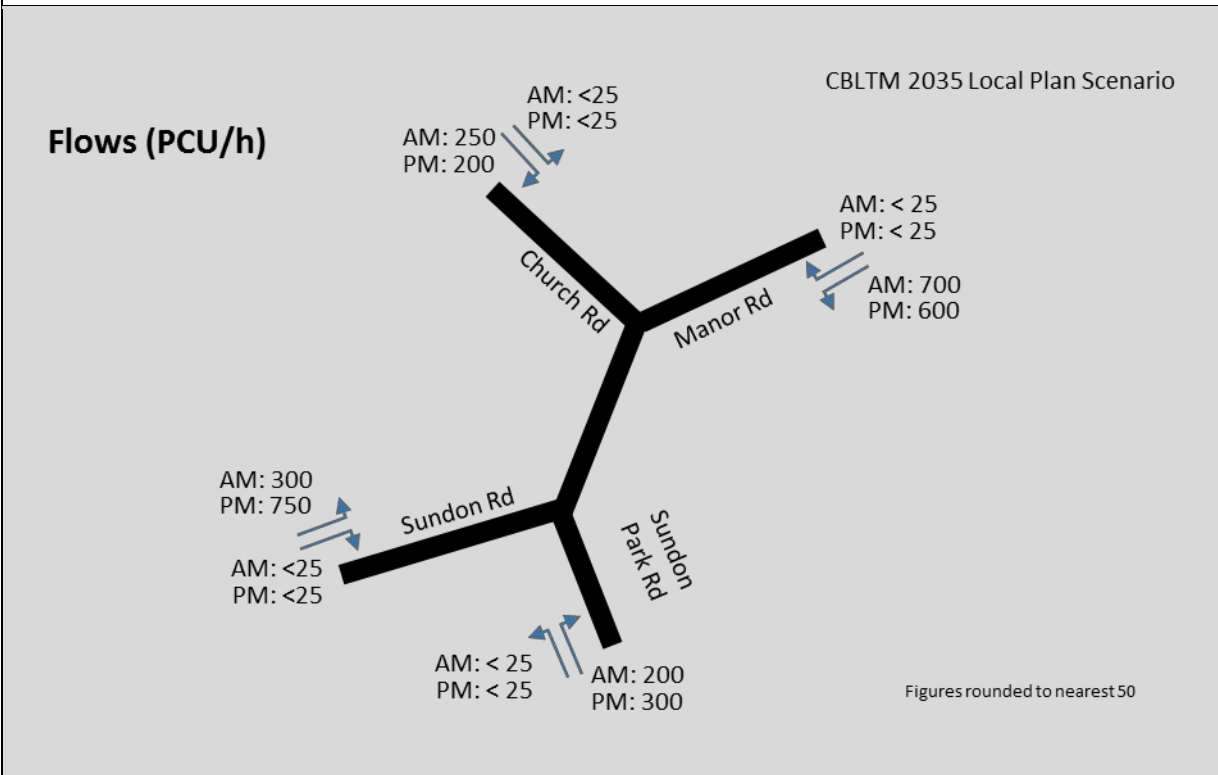 CBLTM 2035 Local Plan Scenario
Flows (PCU/h)
AM: <25
PM: <25
AM: 250
PM: 200
AM: < 25
PM: < 25
AM: 700
PM: 600
Church Rd
Manor Rd
AM: 300
PM: 750
Sundon Rd
AM: <25
PM: <25
Sundon
Park Rd
AM: < 25
PM: < 25
AM: 200
PM: 300
Figures rounded to nearest 50